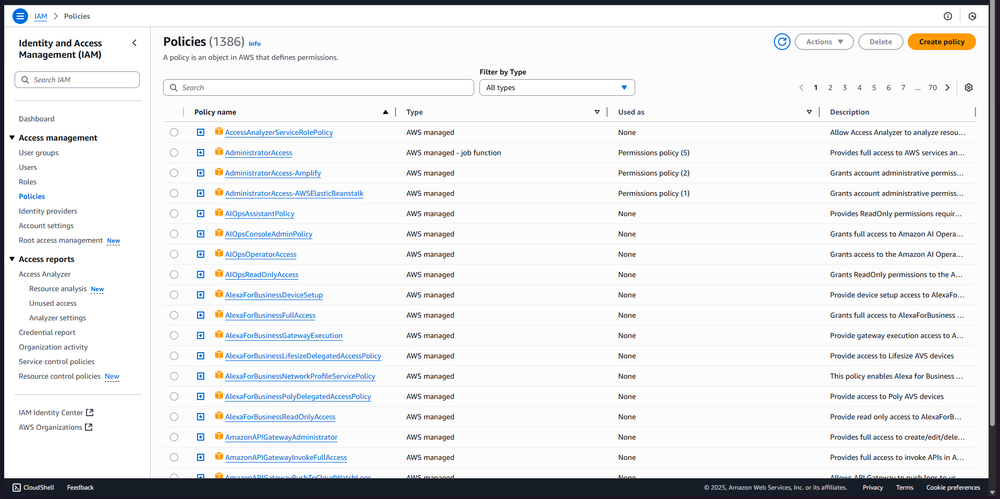 IAM > Policies
Identity and Access
Management (IAM)
Search IAM
Dashboard
Access management
User groups
Users
Roles
Policies
Identity providers
Account settings
Root access management New
Access reports
Access Analyzer
Resource analysis New
Unused access
Analyzer settings
Credential report
Organization activity
Service control policies
Resource control policies New
IAM Identity Center
AWS Organizations
Policies (1386) Info
A policy is an object in AWS that defines permissions.
Actions Delete Create policy
Filter by Type
Search All types 1 2 3 4 5 6 7 ... 70
Policy name Type Used as Description
AccessAnalyzerServiceRolePolicy AWS managed None Allow Access Analyzer to analyze resou...
AdministratorAccess AWS managed - job function Permissions policy (5) Provides full access to AWS services an...
AdministratorAccess-Amplify AWS managed Permissions policy (2) Grants account administrative permiss...
AdministratorAccess-AWSElasticBeanstalk AWS managed Permissions policy (1) Grants account administrative permiss...
AIOpsAssistantPolicy AWS managed None Provides ReadOnly permissions requir...
AIOpsConsoleAdminPolicy AWS managed None Grants full access to Amazon AI Opera...
AIOpsOperatorAccess AWS managed None Grants access to the Amazon AI Opera...
AIOpsReadOnlyAccess AWS managed None Grants ReadOnly permissions to the A...
AlexaForBusinessDeviceSetup AWS managed None Provide device setup access to AlexaFo...
AlexaForBusinessFullAccess AWS managed None Grants full access to AlexaForBusiness ...
AlexaForBusinessGatewayExecution AWS managed None Provide gateway execution access to A...
AlexaForBusinessLifesizeDelegatedAccessPolicy AWS managed None Provide access to Lifesize AVS devices
AlexaForBusinessNetworkProfileServicePolicy AWS managed None This policy enables Alexa for Business ...
AlexaForBusinessPolyDelegatedAccessPolicy AWS managed None Provide access to Poly AVS devices
AlexaForBusinessReadOnlyAccess AWS managed None Provide read only access to AlexaForB...
AmazonAPIGatewayAdministrator AWS managed None Provides full access to create/edit/dele...
AmazonAPIGatewayInvokeFullAccess AWS managed None Provides full access to invoke APIs in A...
AmazonAPIGatewayPushToCloudWatchLogs AWS managed None Allows API Gateway to push logs to us
CloudShell Feedback © 2025, Amazon Web Services, Inc. or its affiliates. Privacy Terms Cookie preferences